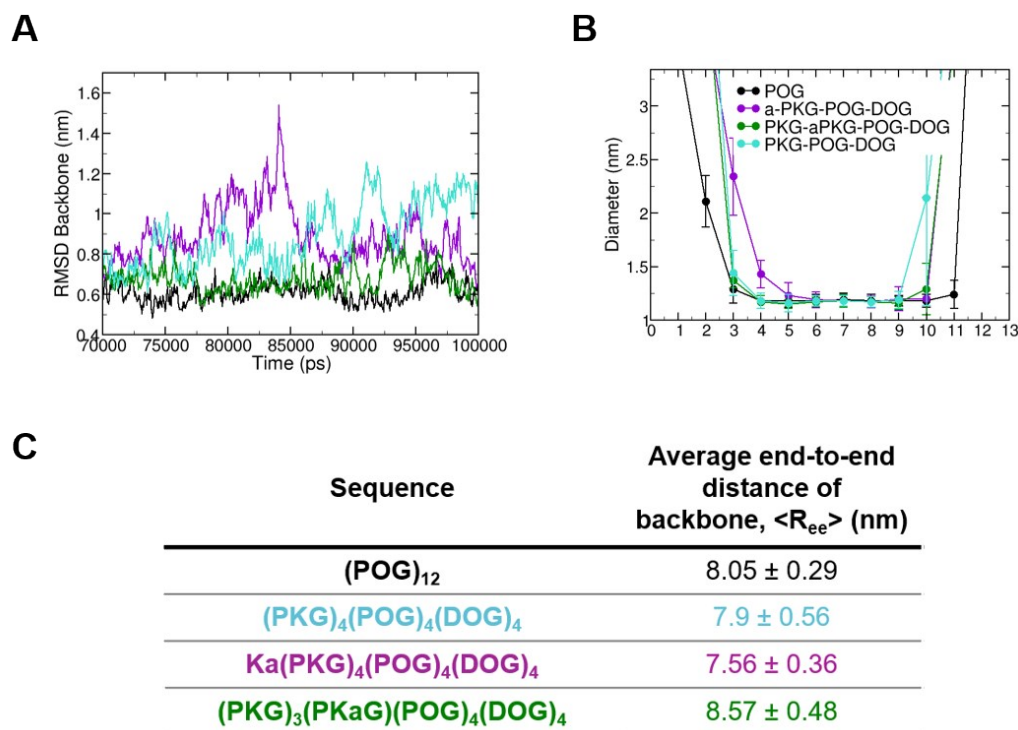 A
B
RMSD Backbone (nm)
1.6
1.4
1.2
1
0.8
0.6
0.4
70000 75000 80000 85000 90000 95000 100000
Time (ps)
Diameter (nm)
3
2.5
2
1.5
1
0 1 2 3 4 5 6 7 8 9 10 11 12 13
POG
a-PKG-POG-DOG
PKG-aPKG-POG-DOG
PKG-POG-DOG
C
Sequence
Average end-to-end
distance of
backbone, <R_ee> (nm)
(POG)₁₂
8.05 ± 0.29
(PKG)₄(POG)₄(DOG)₄
7.9 ± 0.56
Ka(PKG)₄(POG)₄(DOG)₄
7.56 ± 0.36
(PKG)₃(PKaG)(POG)₄(DOG)₄
8.57 ± 0.48